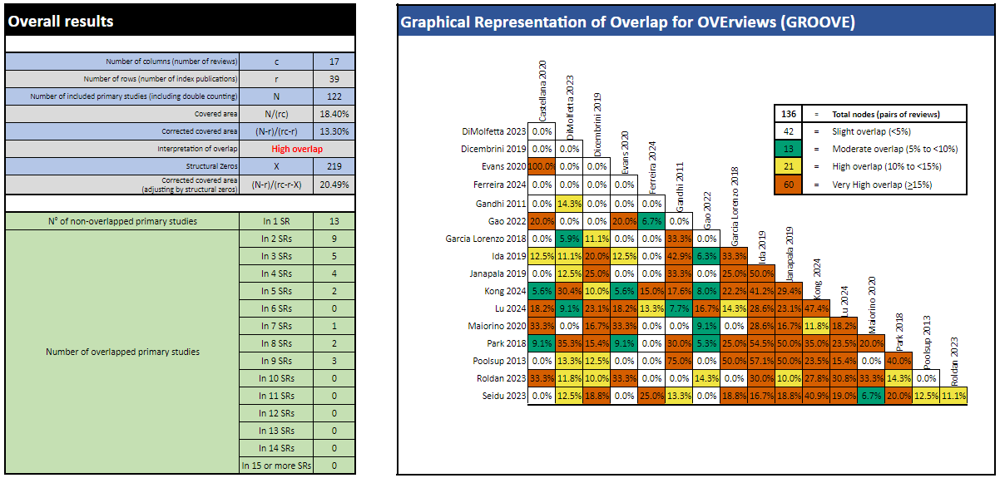 Overall results
Number of columns (number of reviews) c 17
Number of rows (number of index publications) r 39
Number of included primary studies (including double counting) N 122
Covered area N/(rc) 18.40%
Corrected covered area (N-r)/(rc-r) 13.30%
Interpretation of overlap High overlap
Structural Zeros X 219
Corrected covered area
(adjusting by structural zeros) (N-r)/(rc-r-X) 20.49%
N° of non-overlapped primary studies In 1 SR 13
Number of overlapped primary studies
In 2 SRs 9
In 3 SRs 5
In 4 SRs 4
In 5 SRs 2
In 6 SRs 0
In 7 SRs 1
In 8 SRs 2
In 9 SRs 3
In 10 SRs 0
In 11 SRs 0
In 12 SRs 0
In 13 SRs 0
In 14 SRs 0
In 15 or more SRs 0
Graphical Representation of Overlap for OVErviews (GROOVE)
136 = Total nodes (pairs of reviews)
42 = Slight overlap (<5%)
13 = Moderate overlap (5% to <10%)
21 = High overlap (10% to <15%)
60 = Very High overlap (≥15%)
Castellana 2020
DiMolfetta 2023
Dicembrini 2019
Evans 2020
Ferreira 2024
Gandhi 2011
Gao 2022
Garcia Lorenzo 2018
Ida 2019
Janapala 2019
Kong 2024
Lu 2024
Maiorino 2020
Park 2018
Poolsup 2013
Roldan 2023
DiMolfetta 2023 0.0%
Dicembrini 2019 0.0% 0.0%
Evans 2020 100.0% 0.0% 0.0%
Ferreira 2024 0.0% 0.0% 0.0% 0.0%
Gandhi 2011 0.0% 14.3% 0.0% 0.0% 0.0%
Gao 2022 20.0% 0.0% 0.0% 20.0% 6.7% 0.0%
Garcia Lorenzo 2018 0.0% 5.9% 11.1% 0.0% 0.0% 33.3% 0.0%
Ida 2019 12.5% 11.1% 20.0% 12.5% 0.0% 42.9% 6.3% 33.3%
Janapala 2019 0.0% 12.5% 25.0% 0.0% 0.0% 33.3% 0.0% 25.0% 50.0%
Kong 2024 5.6% 30.4% 10.0% 5.6% 15.0% 17.6% 8.0% 22.2% 41.2% 29.4%
Lu 2024 18.2% 9.1% 23.1% 18.2% 13.3% 7.7% 16.7% 14.3% 28.6% 23.1% 47.4%
Maiorino 2020 33.3% 0.0% 16.7% 33.3% 0.0% 0.0% 9.1% 0.0% 28.6% 16.7% 11.8% 18.2%
Park 2018 9.1% 35.3% 15.4% 9.1% 0.0% 30.0% 5.3% 25.0% 54.5% 50.0% 35.0% 23.5% 20.0%
Poolsup 2013 0.0% 13.3% 12.5% 0.0% 0.0% 75.0% 0.0% 50.0% 57.1% 50.0% 23.5% 15.4% 0.0% 40.0%
Roldan 2023 33.3% 11.8% 10.0% 33.3% 0.0% 0.0% 14.3% 0.0% 30.0% 10.0% 27.8% 30.8% 33.3% 14.3% 0.0%
Seidu 2023 0.0% 12.5% 18.8% 0.0% 25.0% 13.3% 0.0% 18.8% 16.7% 18.8% 40.9% 19.0% 6.7% 20.0% 12.5% 11.1%